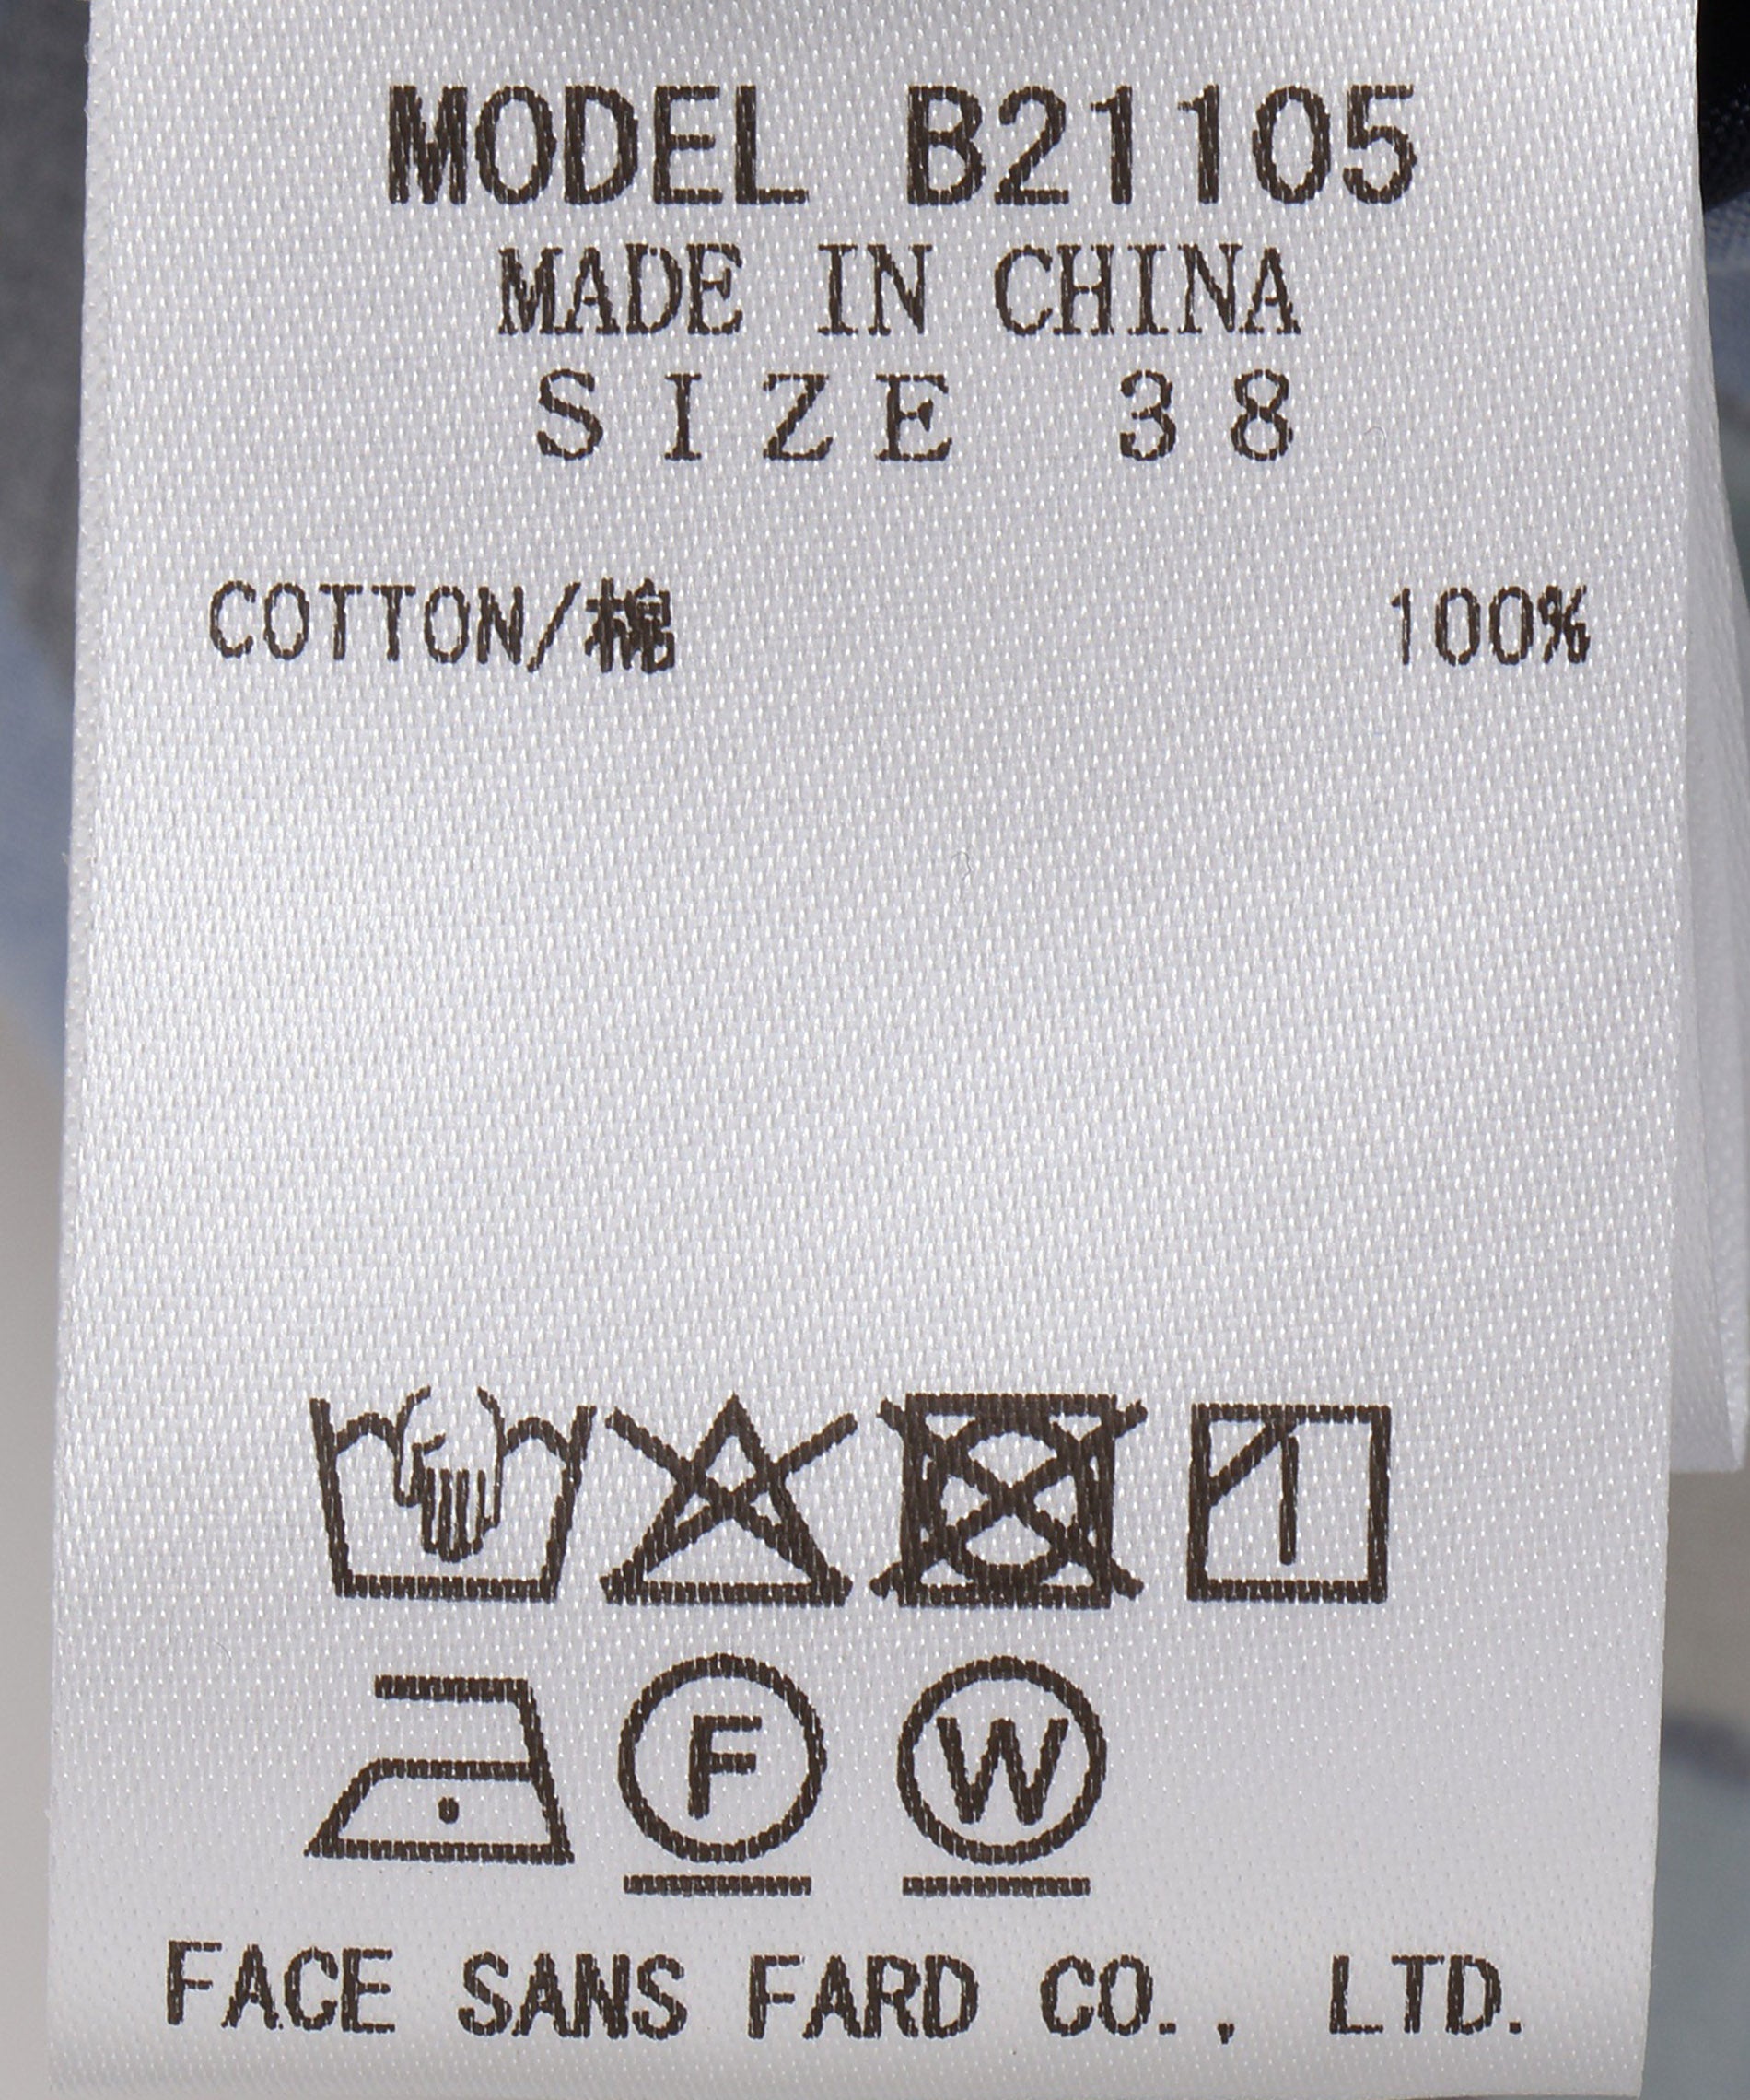 MODEL B21105
MADE IN CHINA
SIZE 38
COTTON/棉 100%
F W
FACE SANS FARD CO., LTD.